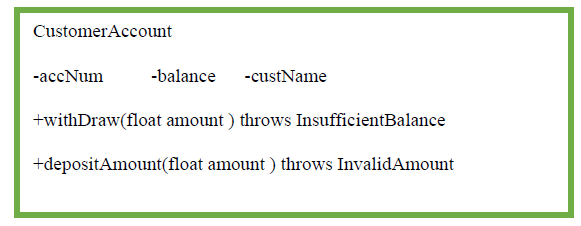 CustomerAccount
-accNum -balance -custName
+withDraw(float amount ) throws InsufficientBalance
+depositAmount(float amount ) throws InvalidAmount